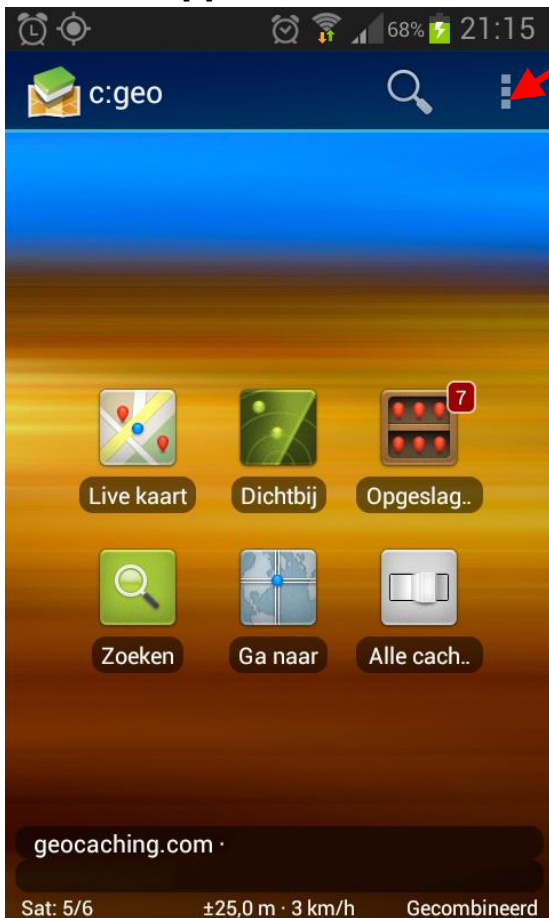 68% 21:15
c:geo
7
Live kaart Dichtbij Opgeslag..
Zoeken Ga naar Alle cach..
geocaching.com ·
Sat: 5/6 ±25,0 m · 3 km/h Gecombineerd